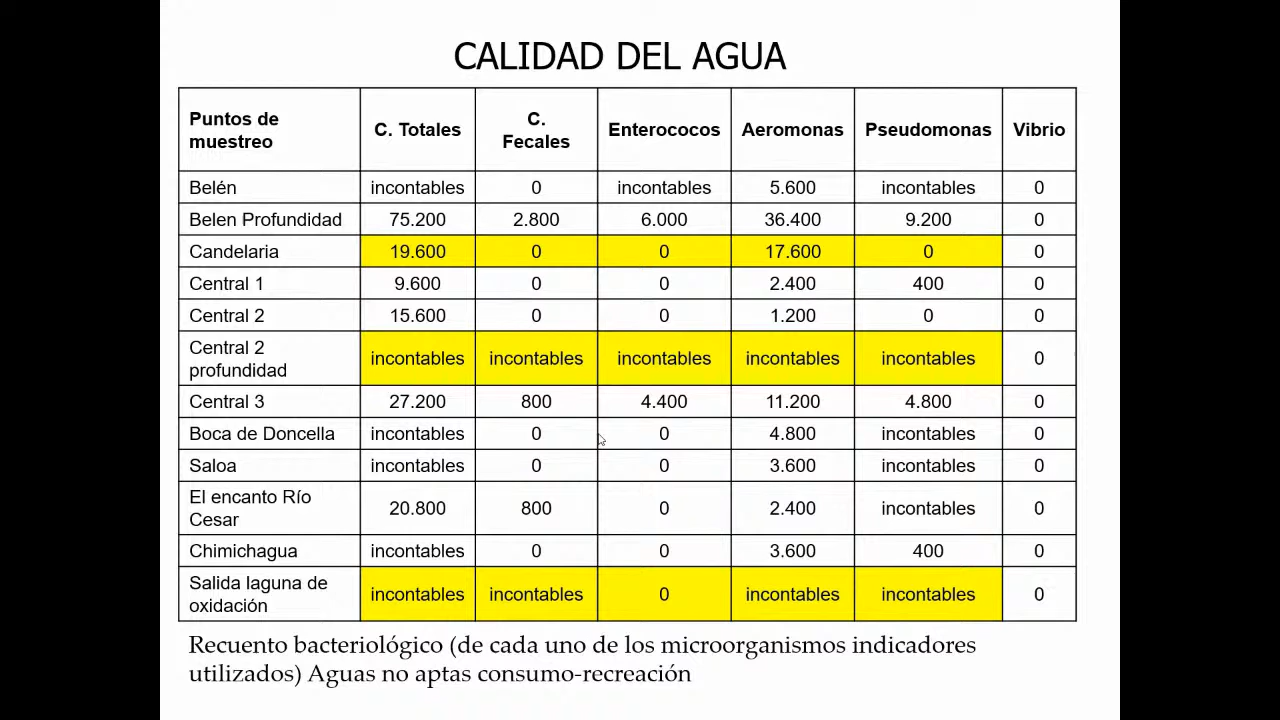 CALIDAD DEL AGUA
Puntos de muestreo C. Totales C. Fecales Enterococos Aeromonas Pseudomonas Vibrio
Belén incontables 0 incontables 5.600 incontables 0
Belen Profundidad 75.200 2.800 6.000 36.400 9.200 0
Candelaria 19.600 0 0 17.600 0 0
Central 1 9.600 0 0 2.400 400 0
Central 2 15.600 0 0 1.200 0 0
Central 2 profundidad incontables incontables incontables incontables incontables 0
Central 3 27.200 800 4.400 11.200 4.800 0
Boca de Doncella incontables 0 0 4.800 incontables 0
Saloa incontables 0 0 3.600 incontables 0
El encanto Río Cesar 20.800 800 0 2.400 incontables 0
Chimichagua incontables 0 0 3.600 400 0
Salida laguna de oxidación incontables incontables 0 incontables incontables 0
Recuento bacteriológico (de cada uno de los microorganismos indicadores
utilizados) Aguas no aptas consumo-recreación